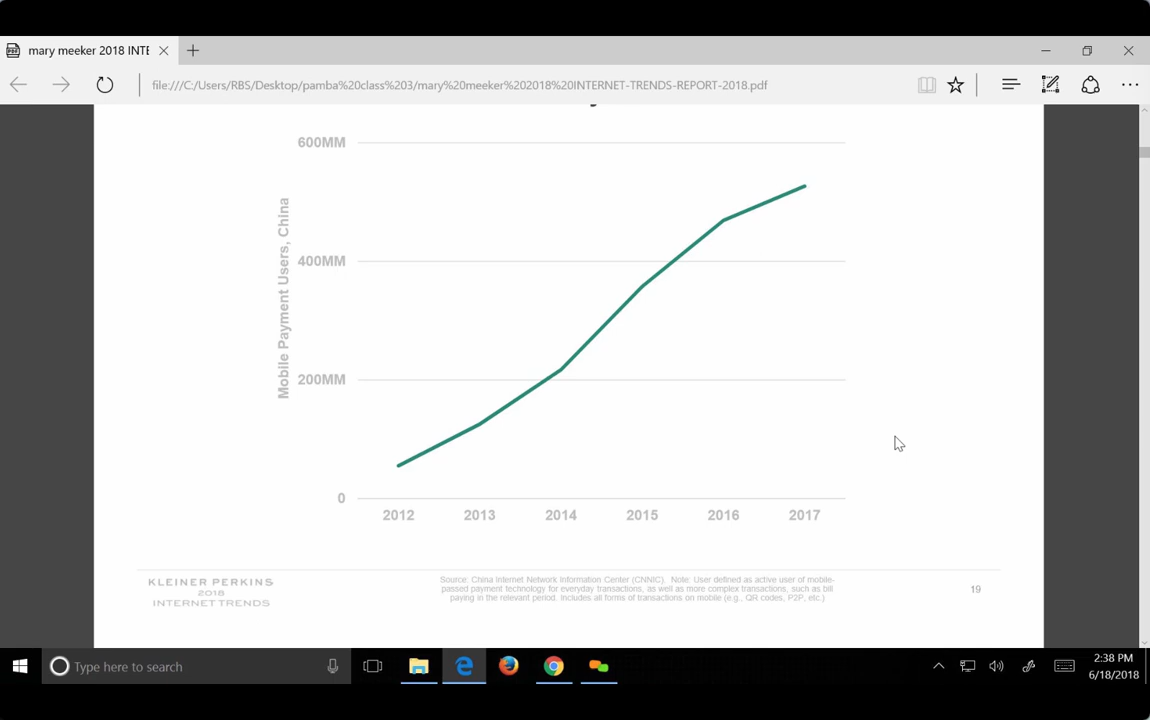 mary meeker 2018 INTE
file:///C:/Users/RBS/Desktop/pamba%20class%203/mary%20meeker%202018%20INTERNET-TRENDS-REPORT-2018.pdf
600MM
400MM
200MM
0
Mobile Payment Users, China
2012 2013 2014 2015 2016 2017
KLEINER PERKINS
2018
INTERNET TRENDS
Source: China Internet Network Information Center (CNNIC). Note: User defined as active user of mobile-
passed payment technology for everyday transactions, as well as more complex transactions, such as bill
paying in the relevant period. Includes all forms of transactions on mobile (e.g., QR codes, P2P, etc.)
19
Type here to search
2:38 PM
6/18/2018